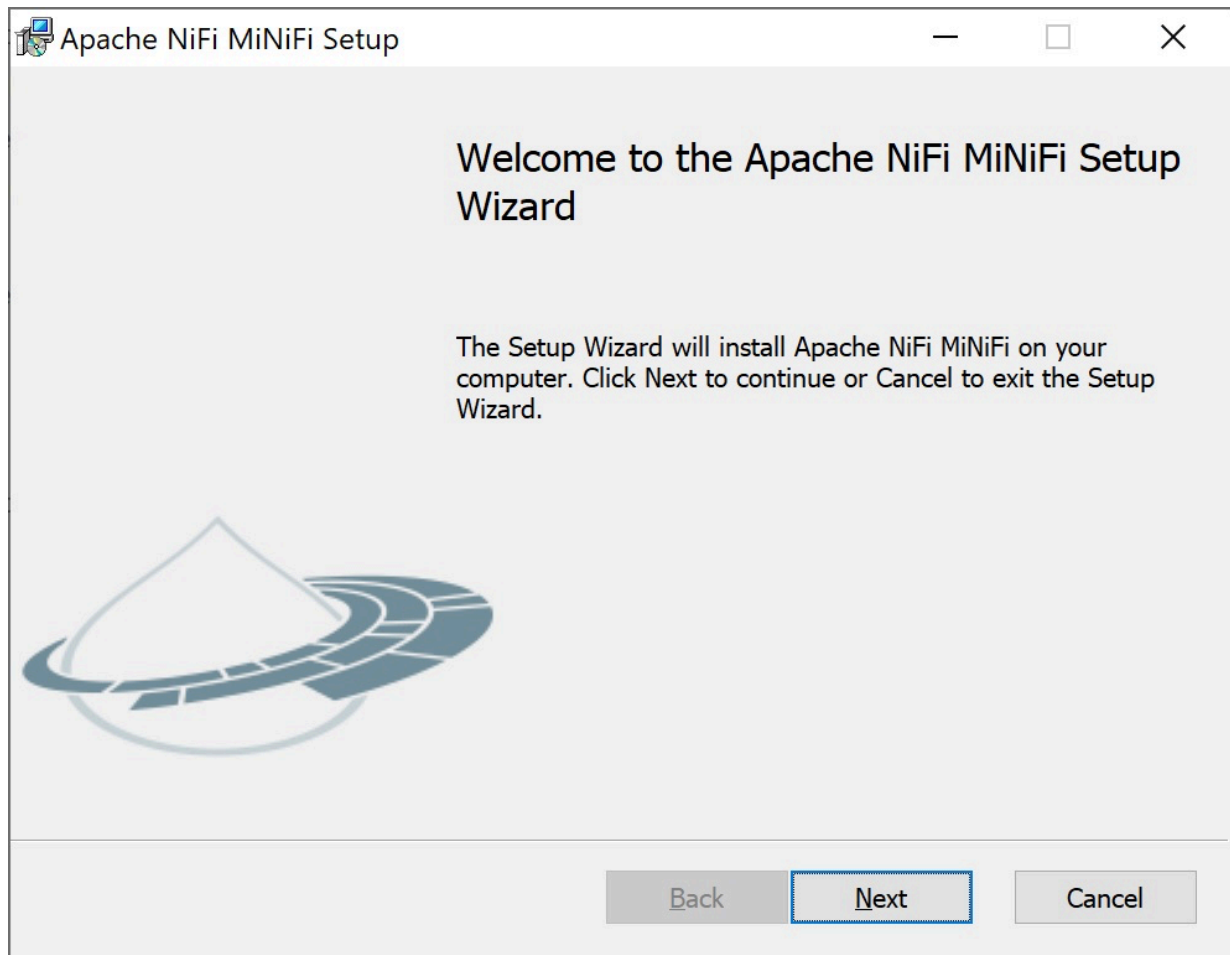 Apache NiFi MiNiFi Setup
Welcome to the Apache NiFi MiNiFi Setup
Wizard
The Setup Wizard will install Apache NiFi MiNiFi on your
computer. Click Next to continue or Cancel to exit the Setup
Wizard.
Back Next Cancel